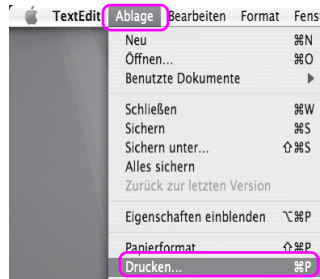 TextEdit Ablage Bearbeiten Format Fens
Neu ⌘N
Öffnen... ⌘O
Benutzte Dokumente ▶
Schließen ⌘W
Sichern ⌘S
Sichern unter... ⇧⌘S
Alles sichern
Zurück zur letzten Version
Eigenschaften einblenden ⌥⌘P
Papierformat... ⇧⌘P
Drucken... ⌘P